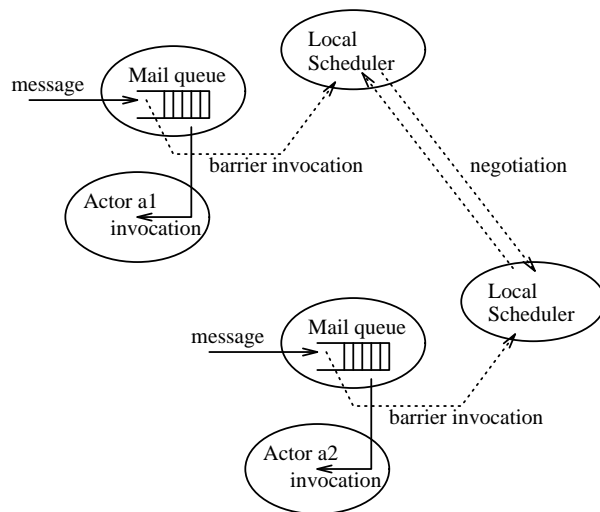 Local
Scheduler
Mail queue
message
barrier invocation
negotiation
Actor a1
invocation
Local
Scheduler
Mail queue
message
barrier invocation
Actor a2
invocation